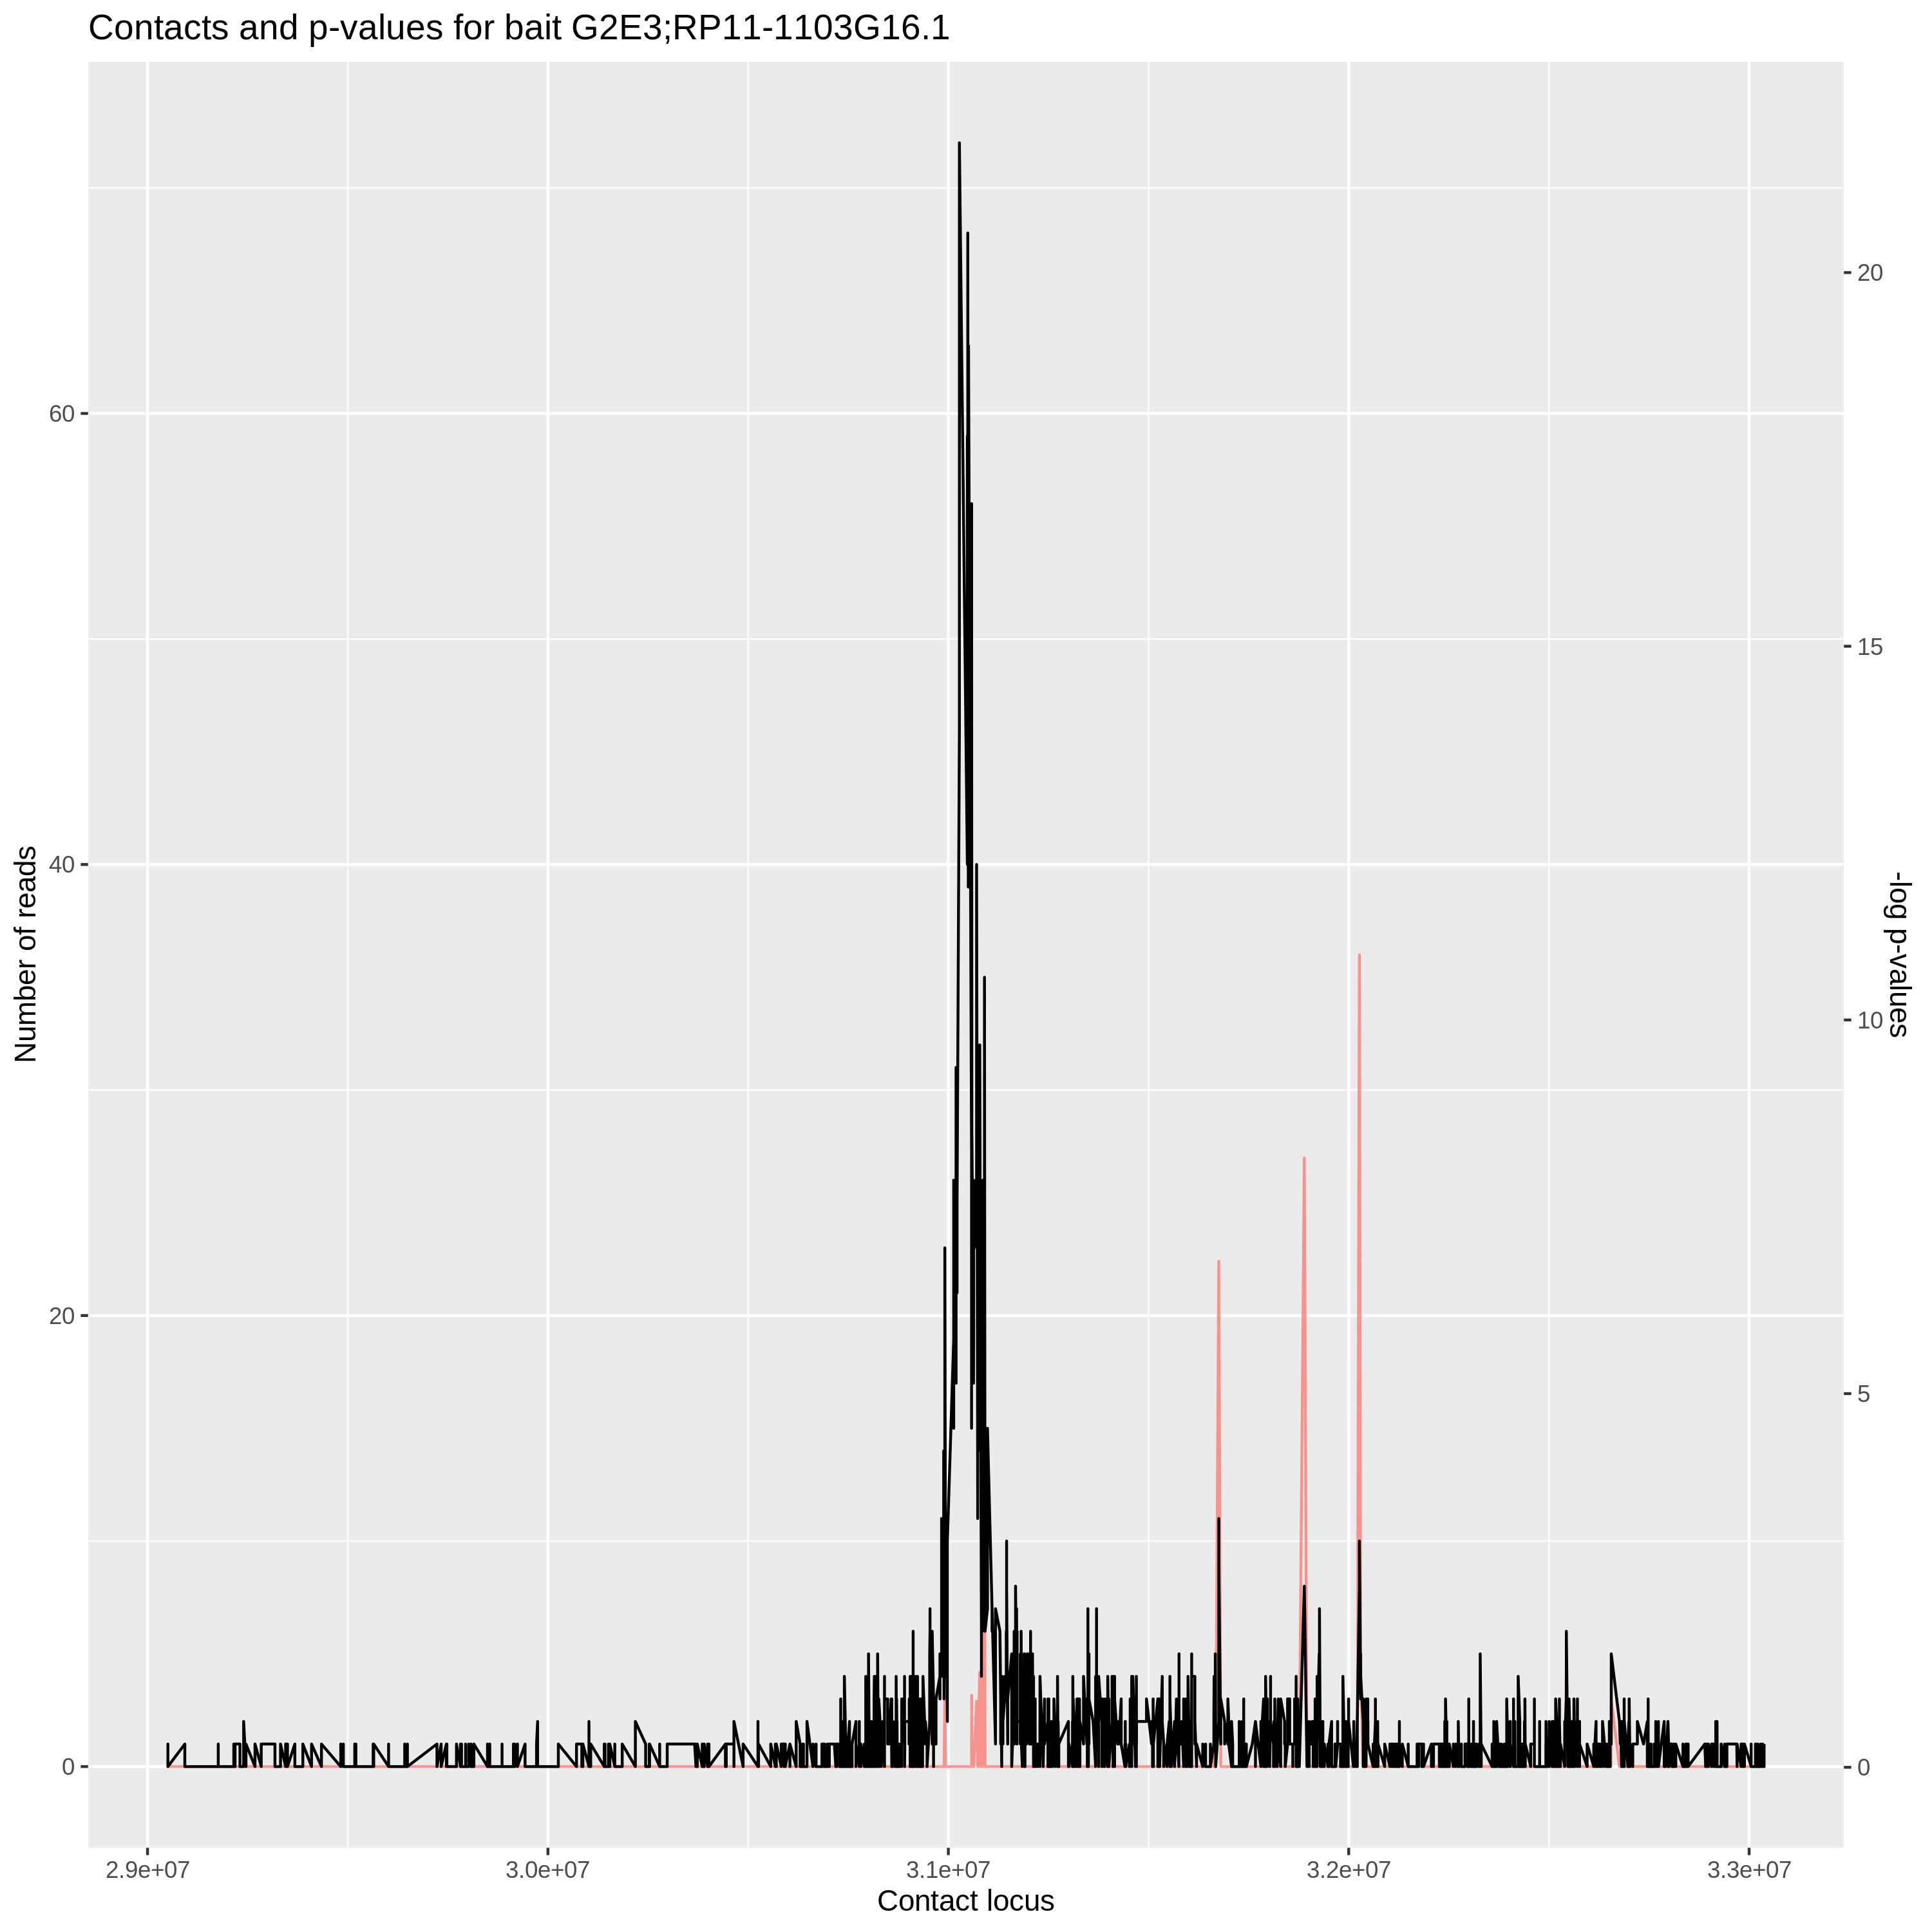 Contacts and p-values for bait G2E3;RP11-1103G16.1
Number of reads
60
40
20
0
20
15
10
5
0
-log p-values
2.9e+07 3.0e+07 3.1e+07 3.2e+07 3.3e+07
Contact locus